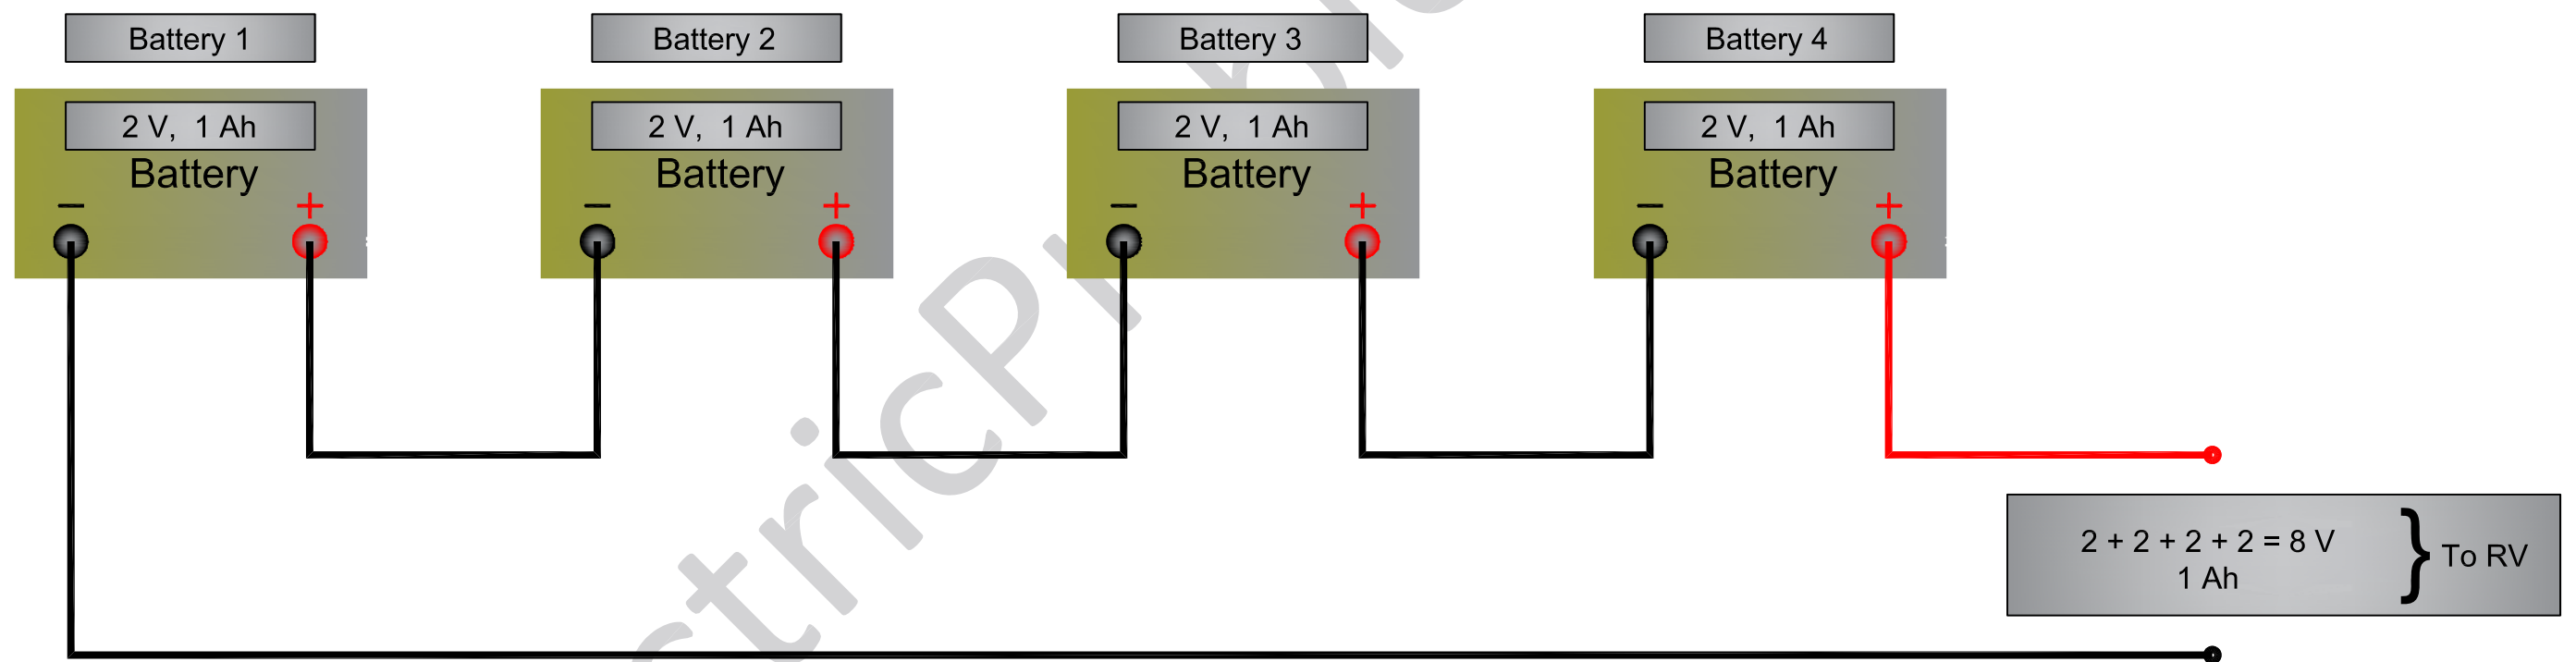 Battery 1
Battery 2
Battery 3
Battery 4
2 V, 1 Ah
2 V, 1 Ah
2 V, 1 Ah
2 V, 1 Ah
Battery
Battery
Battery
Battery
− +
− +
− +
− +
2 + 2 + 2 + 2 = 8 V
1 Ah
} To RV